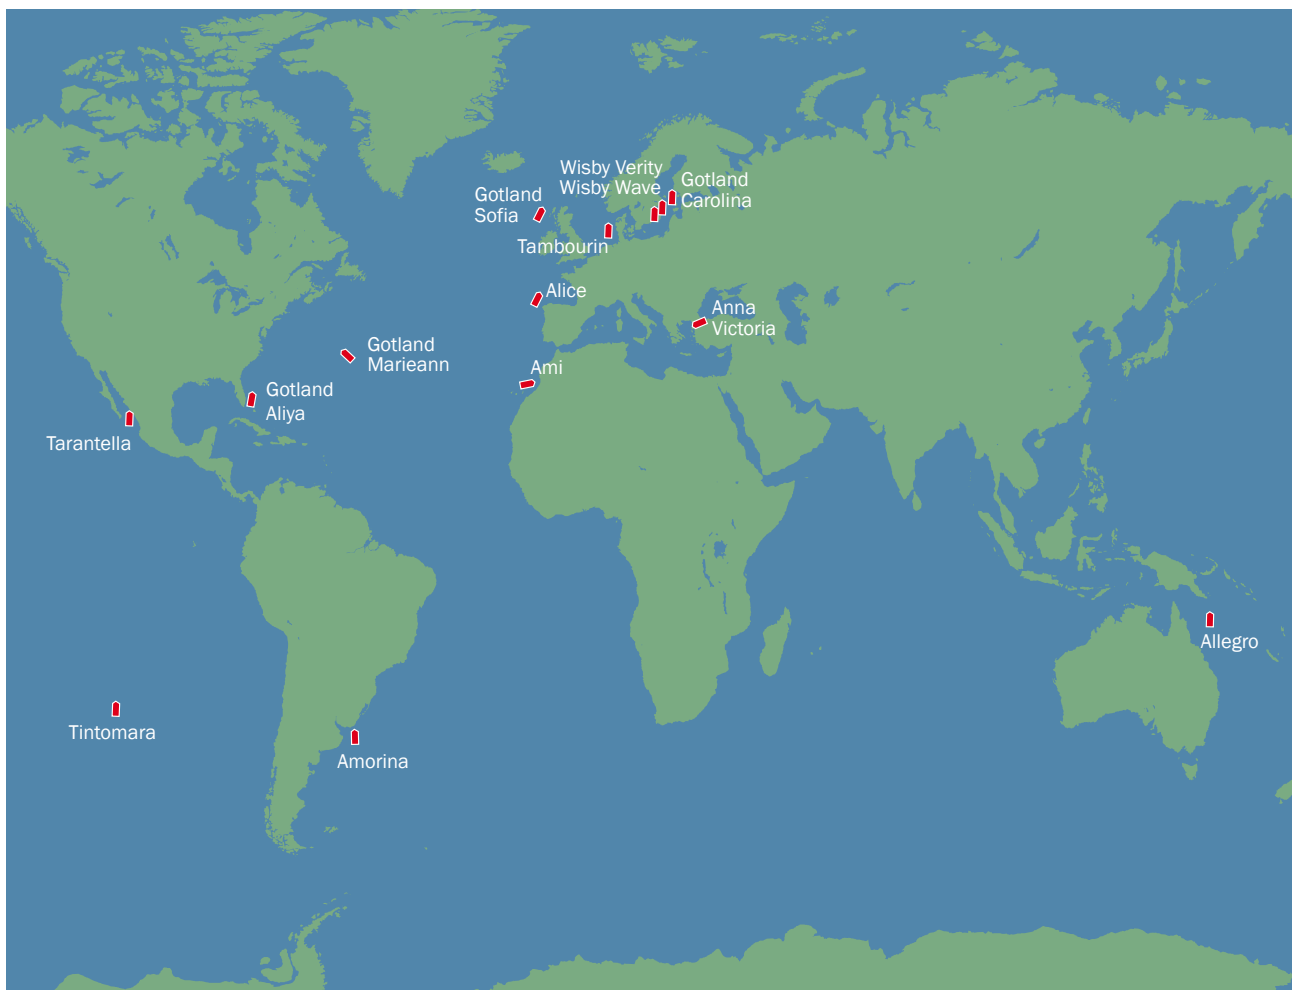 Wisby Verity
Wisby Wave
Gotland
Carolina
Gotland
Sofia
Tambourin
Alice
Anna
Victoria
Gotland
Marieann
Ami
Gotland
Aliya
Tarantella
Allegro
Tintomara
Amorina